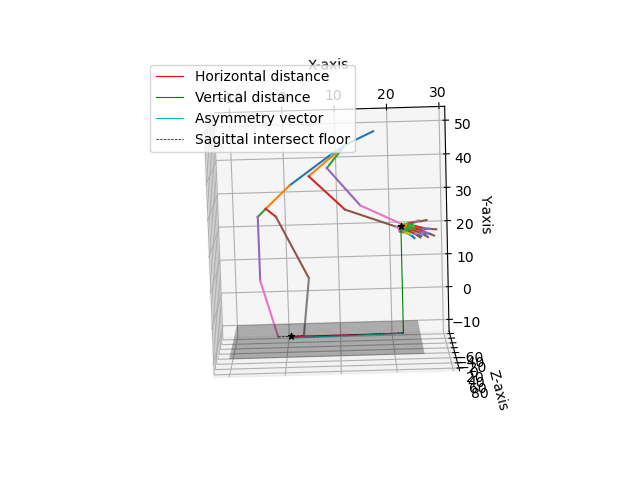 X-axis
Horizontal distance
Vertical distance
Asymmetry vector
Sagittal intersect floor
10
20
30
50
40
30
20
10
0
−10
Y-axis
Z-axis
80